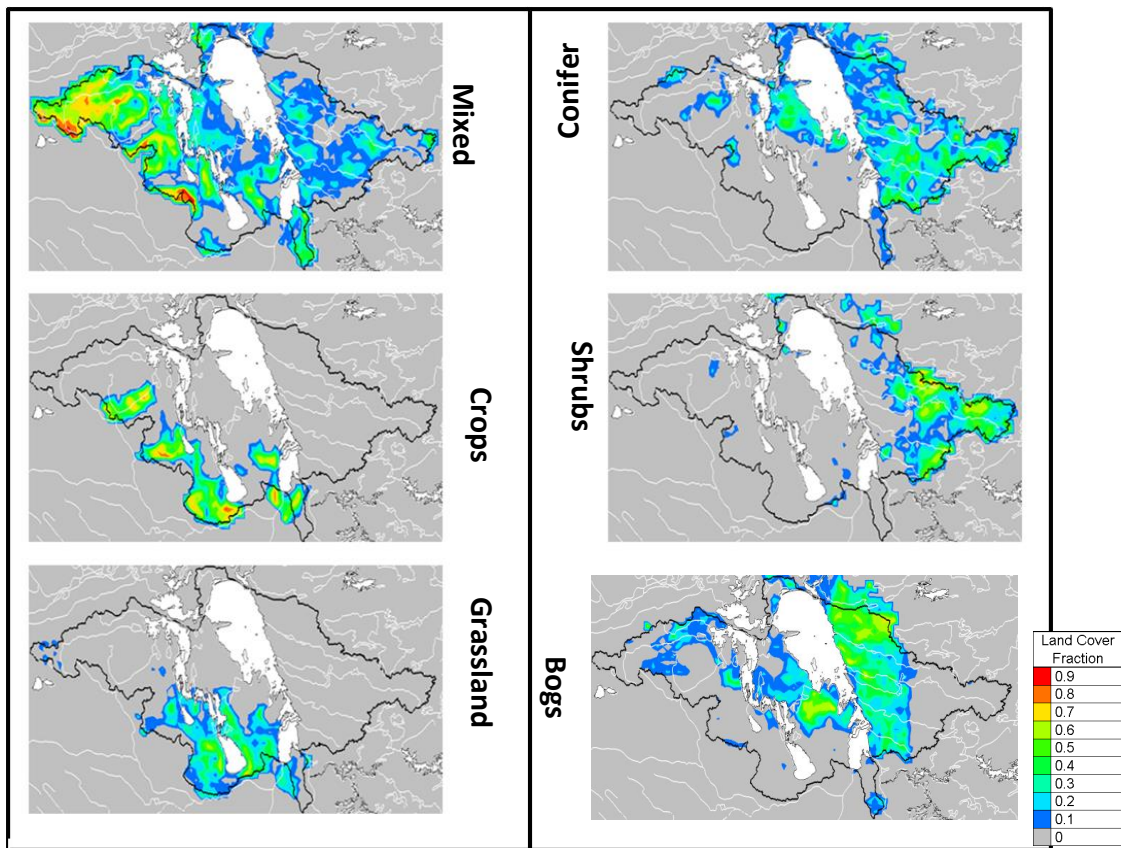 Mixed
Crops
Grassland
Conifer
Shrubs
Bogs
Land Cover
Fraction
0.9
0.8
0.7
0.6
0.5
0.4
0.3
0.2
0.1
0